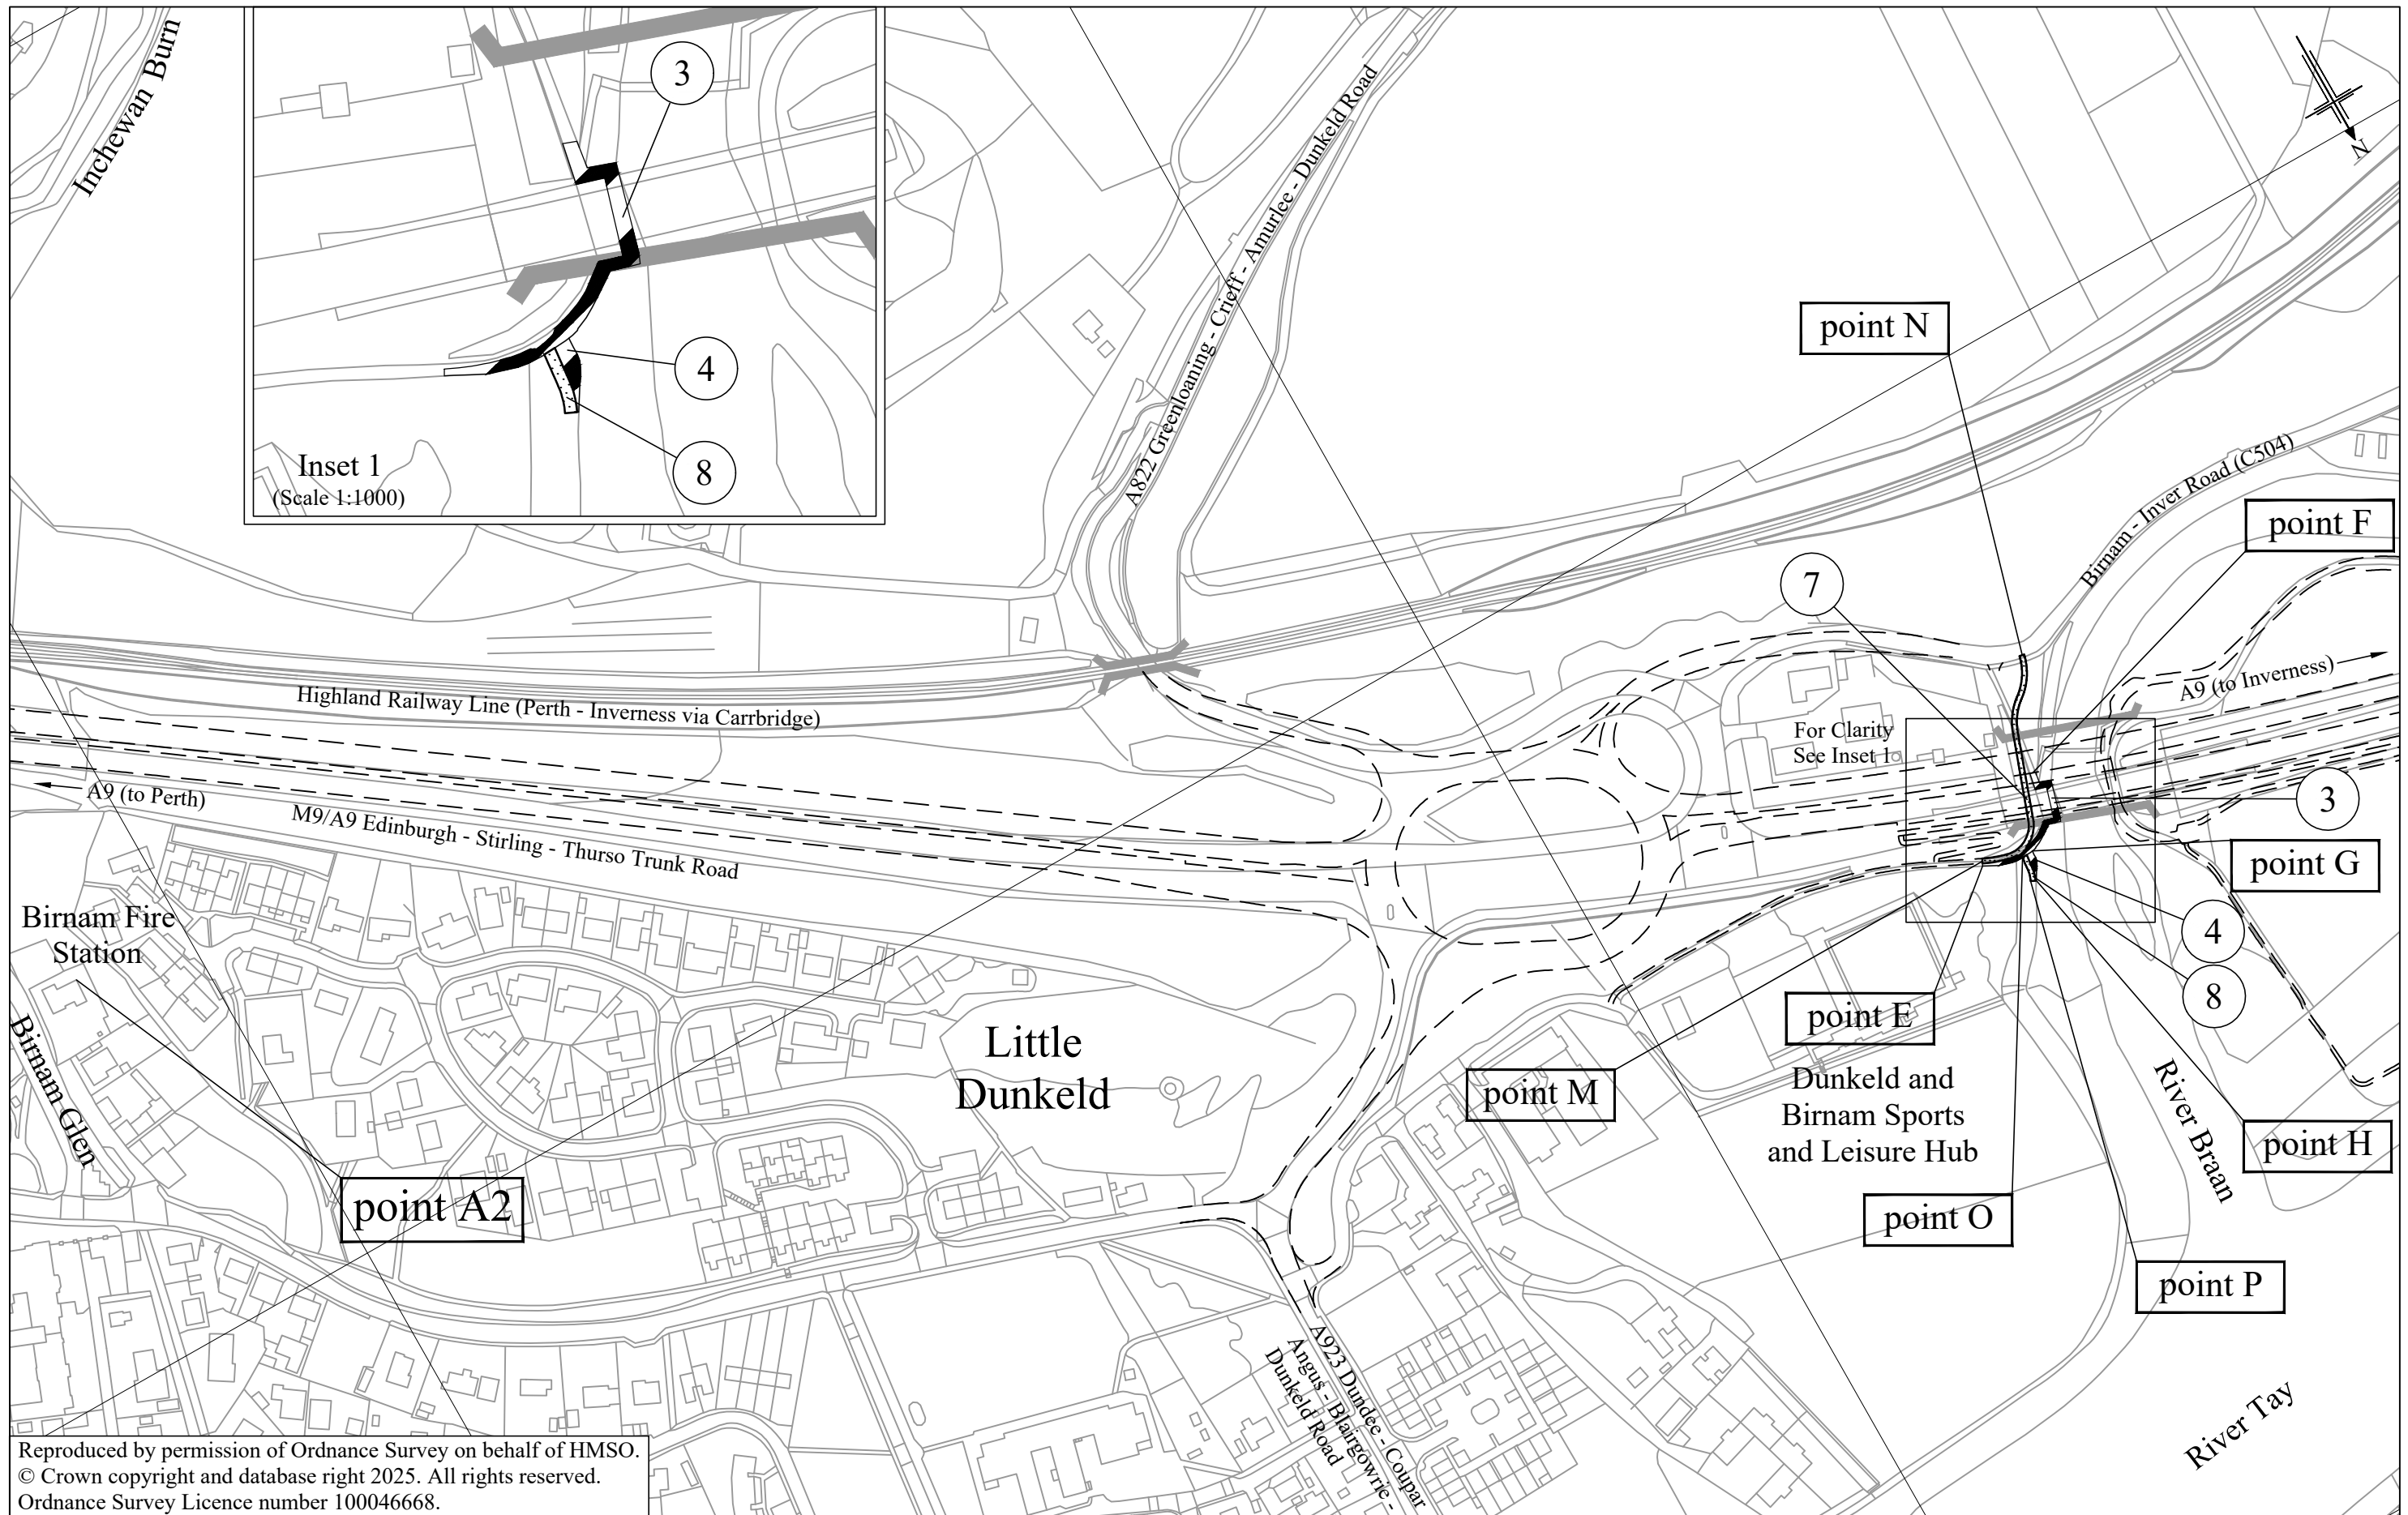 Inchewan Burn
3
4
8
Inset 1
(Scale 1:1000)
A822 Greenloaning - Crieff - Amurlee - Dunkeld Road
N
point N
Birnam - Inver Road (C504)
point F
7
A9 (to Inverness)
For Clarity
See Inset 1
3
Highland Railway Line (Perth - Inverness via Carrbridge)
A9 (to Perth)
M9/A9 Edinburgh - Stirling - Thurso Trunk Road
point G
4
8
Birnam Fire
Station
Birnam Glen
Little
Dunkeld
point E
point M
Dunkeld and
Birnam Sports
and Leisure Hub
River Braan
point H
point A2
point O
point P
A923 Dundee - Coupar
Angus - Blairgowrie -
Dunkeld Road
River Tay
Reproduced by permission of Ordnance Survey on behalf of HMSO.
© Crown copyright and database right 2025. All rights reserved.
Ordnance Survey Licence number 100046668.